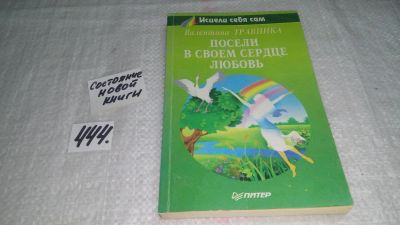 Исцели себя сам
Валентина ТРАВИНКА
ПОСЕЛИ
В СВОЕМ СЕРДЦЕ
ЛЮБОВЬ
ПИТЕР
СОСТОЯНИЕ
НОВОЙ
КНИГИ
444.